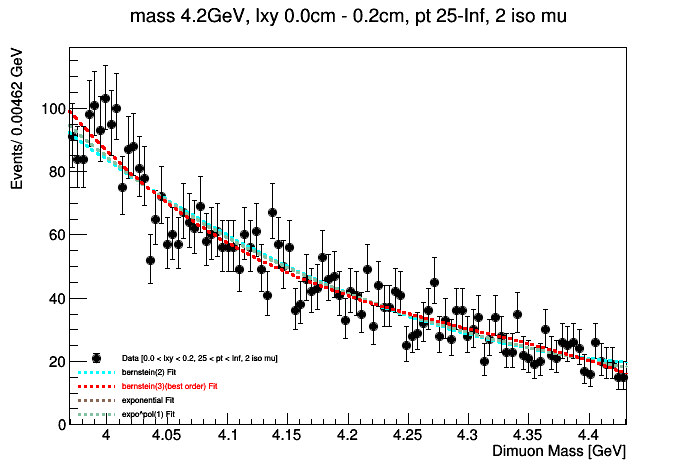 mass 4.2GeV, lxy 0.0cm - 0.2cm, pt 25-Inf, 2 iso mu
Events/ 0.00462 GeV
100
80
60
40
20
0
Data [0.0 < lxy < 0.2, 25 < pt < Inf, 2 iso mu]
bernstein(2) Fit
bernstein(3)(best order) Fit
exponential Fit
expo*pol(1) Fit
4 4.05 4.1 4.15 4.2 4.25 4.3 4.35 4.4
Dimuon Mass [GeV]